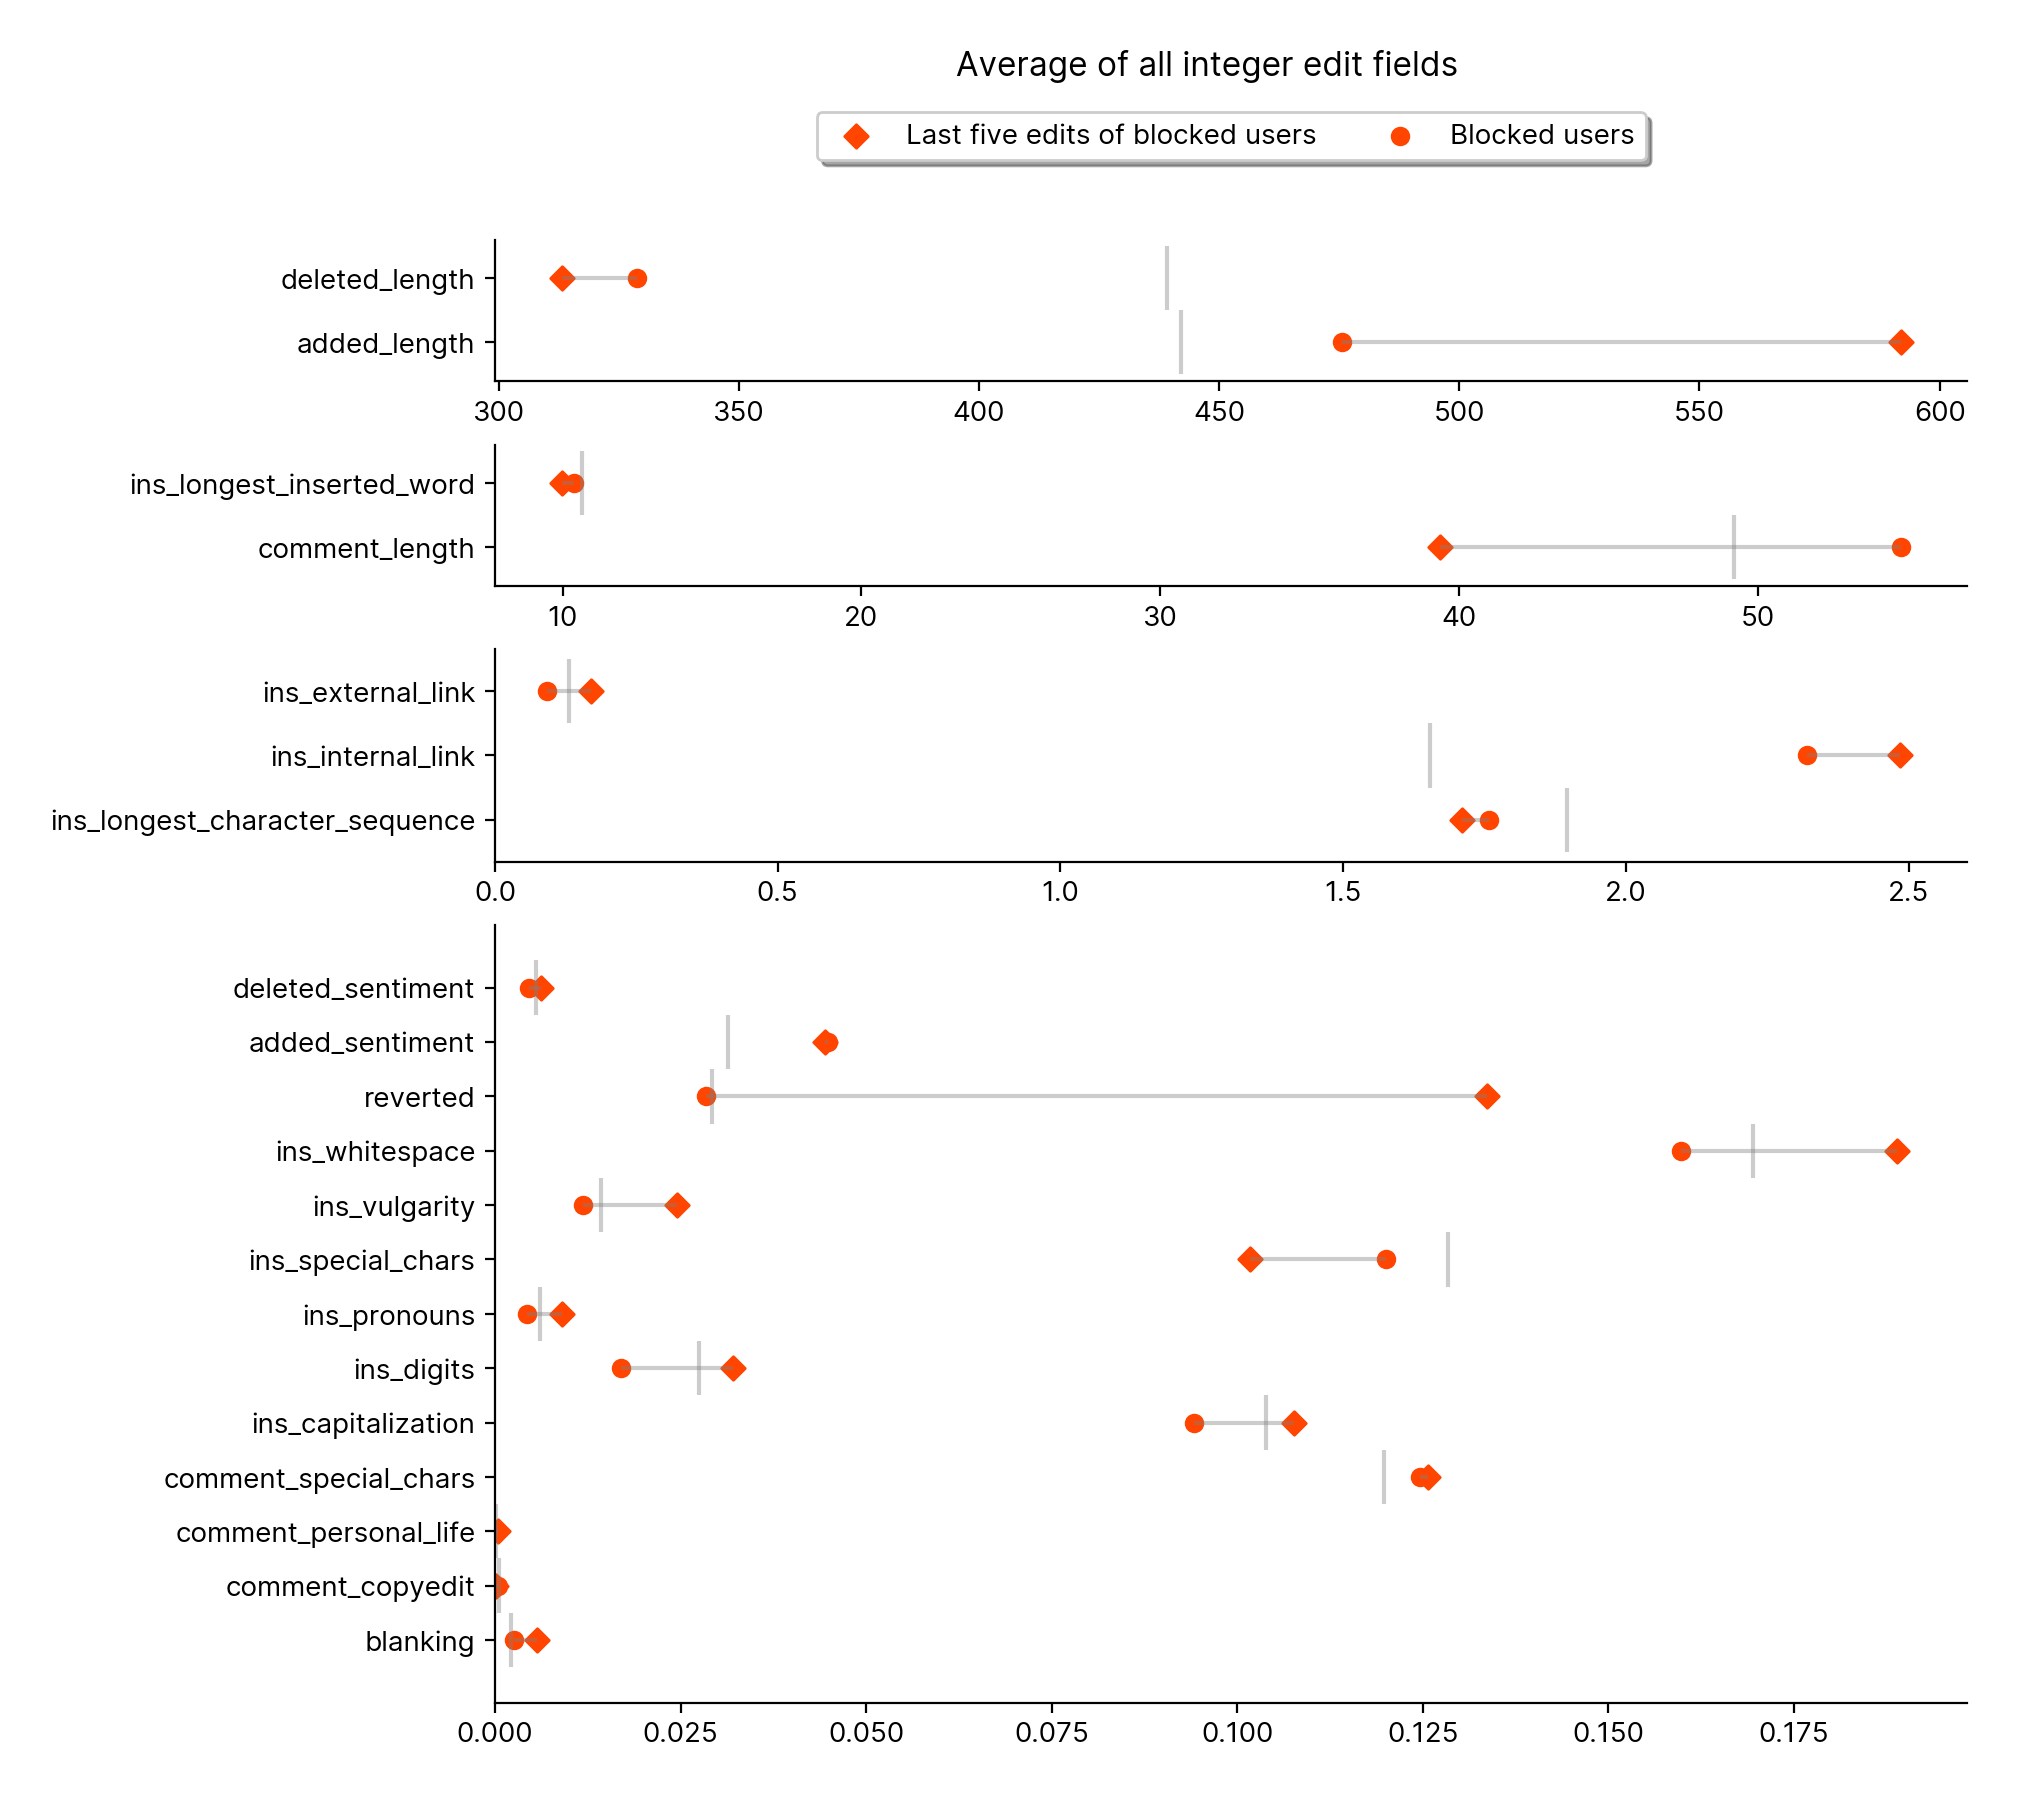 Average of all integer edit fields
Last five edits of blocked users Blocked users
deleted_length
added_length
300 350 400 450 500 550 600
ins_longest_inserted_word
comment_length
10 20 30 40 50
ins_external_link
ins_internal_link
ins_longest_character_sequence
0.0 0.5 1.0 1.5 2.0 2.5
deleted_sentiment
added_sentiment
reverted
ins_whitespace
ins_vulgarity
ins_special_chars
ins_pronouns
ins_digits
ins_capitalization
comment_special_chars
comment_personal_life
comment_copyedit
blanking
0.000 0.025 0.050 0.075 0.100 0.125 0.150 0.175